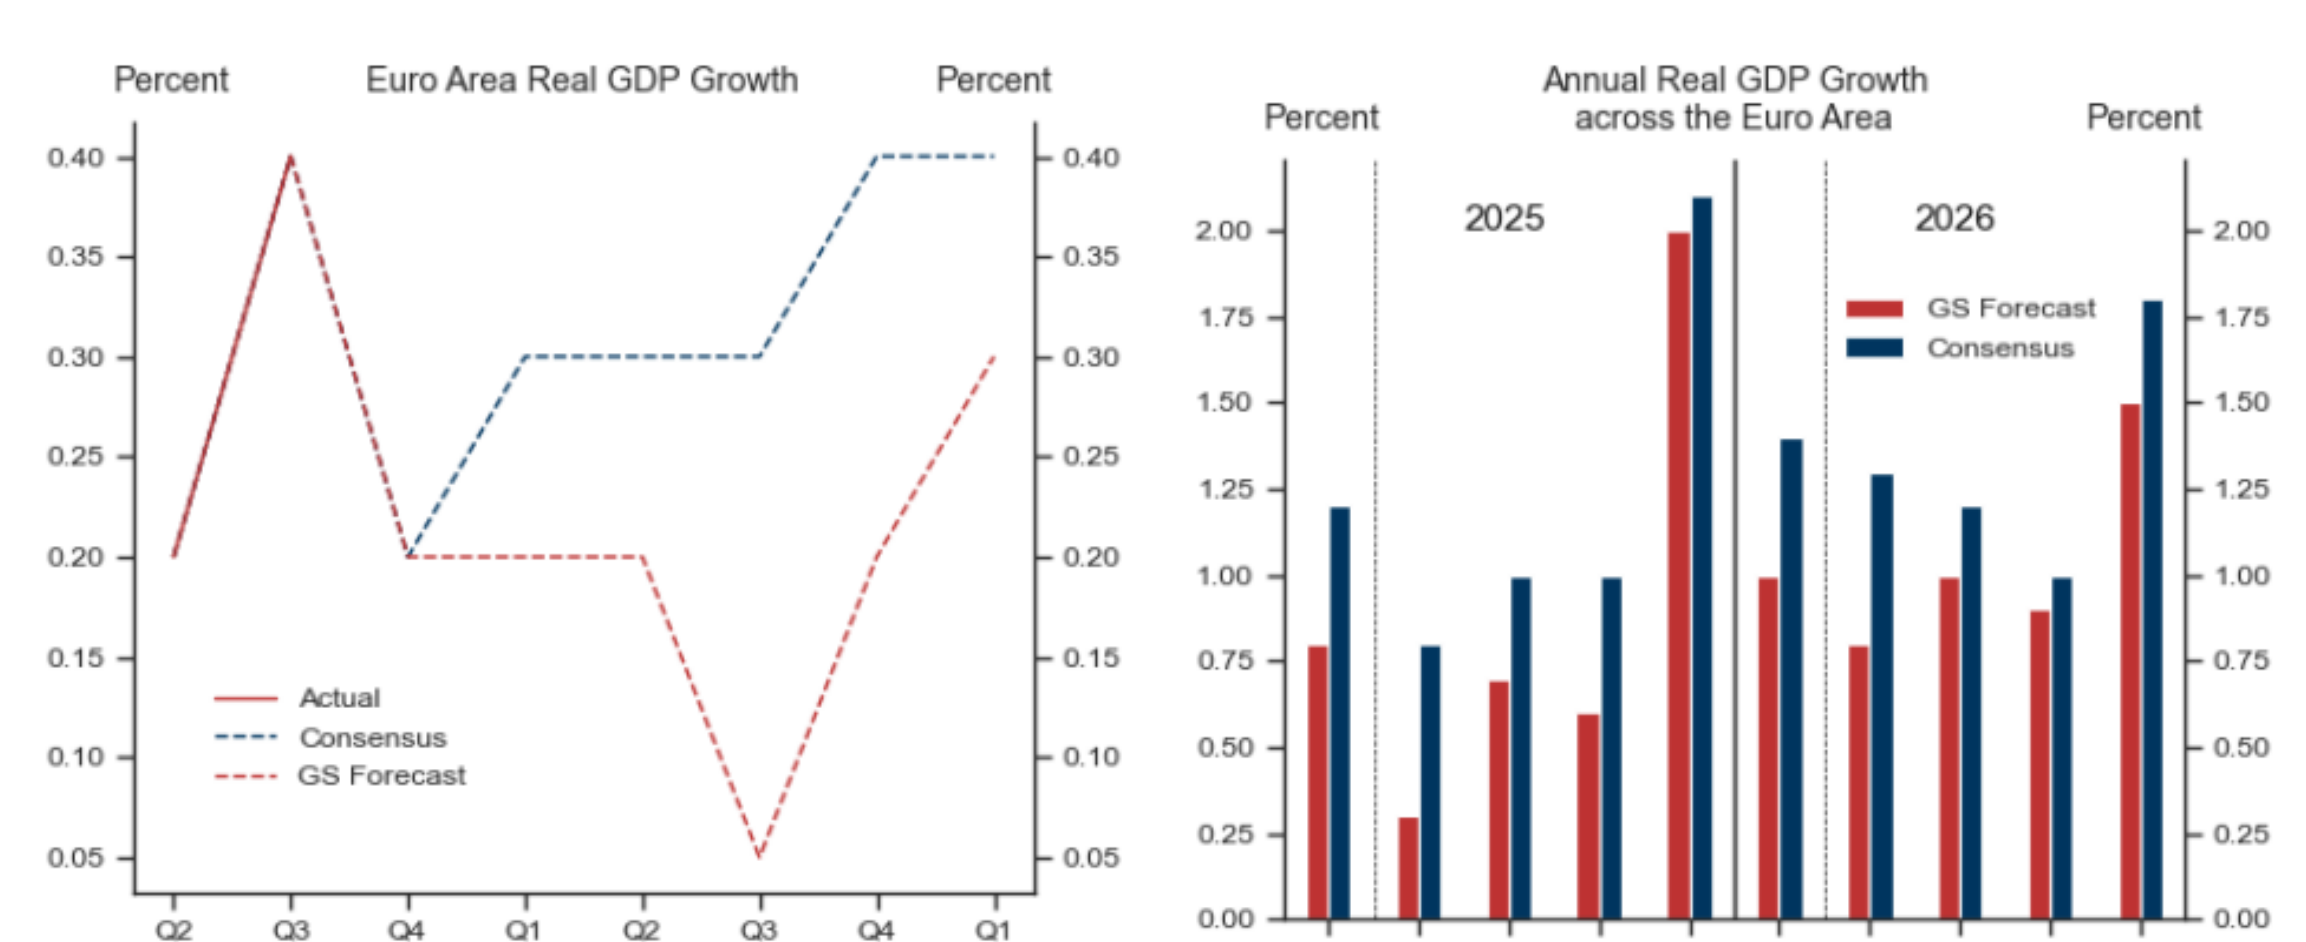 Percent Euro Area Real GDP Growth Percent
0.40 0.40
0.35 0.35
0.30 0.30
0.25 0.25
0.20 0.20
0.15 0.15
0.10 0.10
0.05 0.05
Actual
Consensus
GS Forecast
Q2 Q3 Q4 Q1 Q2 Q3 Q4 Q1
Annual Real GDP Growth
Percent across the Euro Area Percent
2025 2026
2.00 2.00
1.75 1.75
1.50 1.50
1.25 1.25
1.00 1.00
0.75 0.75
0.50 0.50
0.25 0.25
0.00 0.00
GS Forecast
Consensus